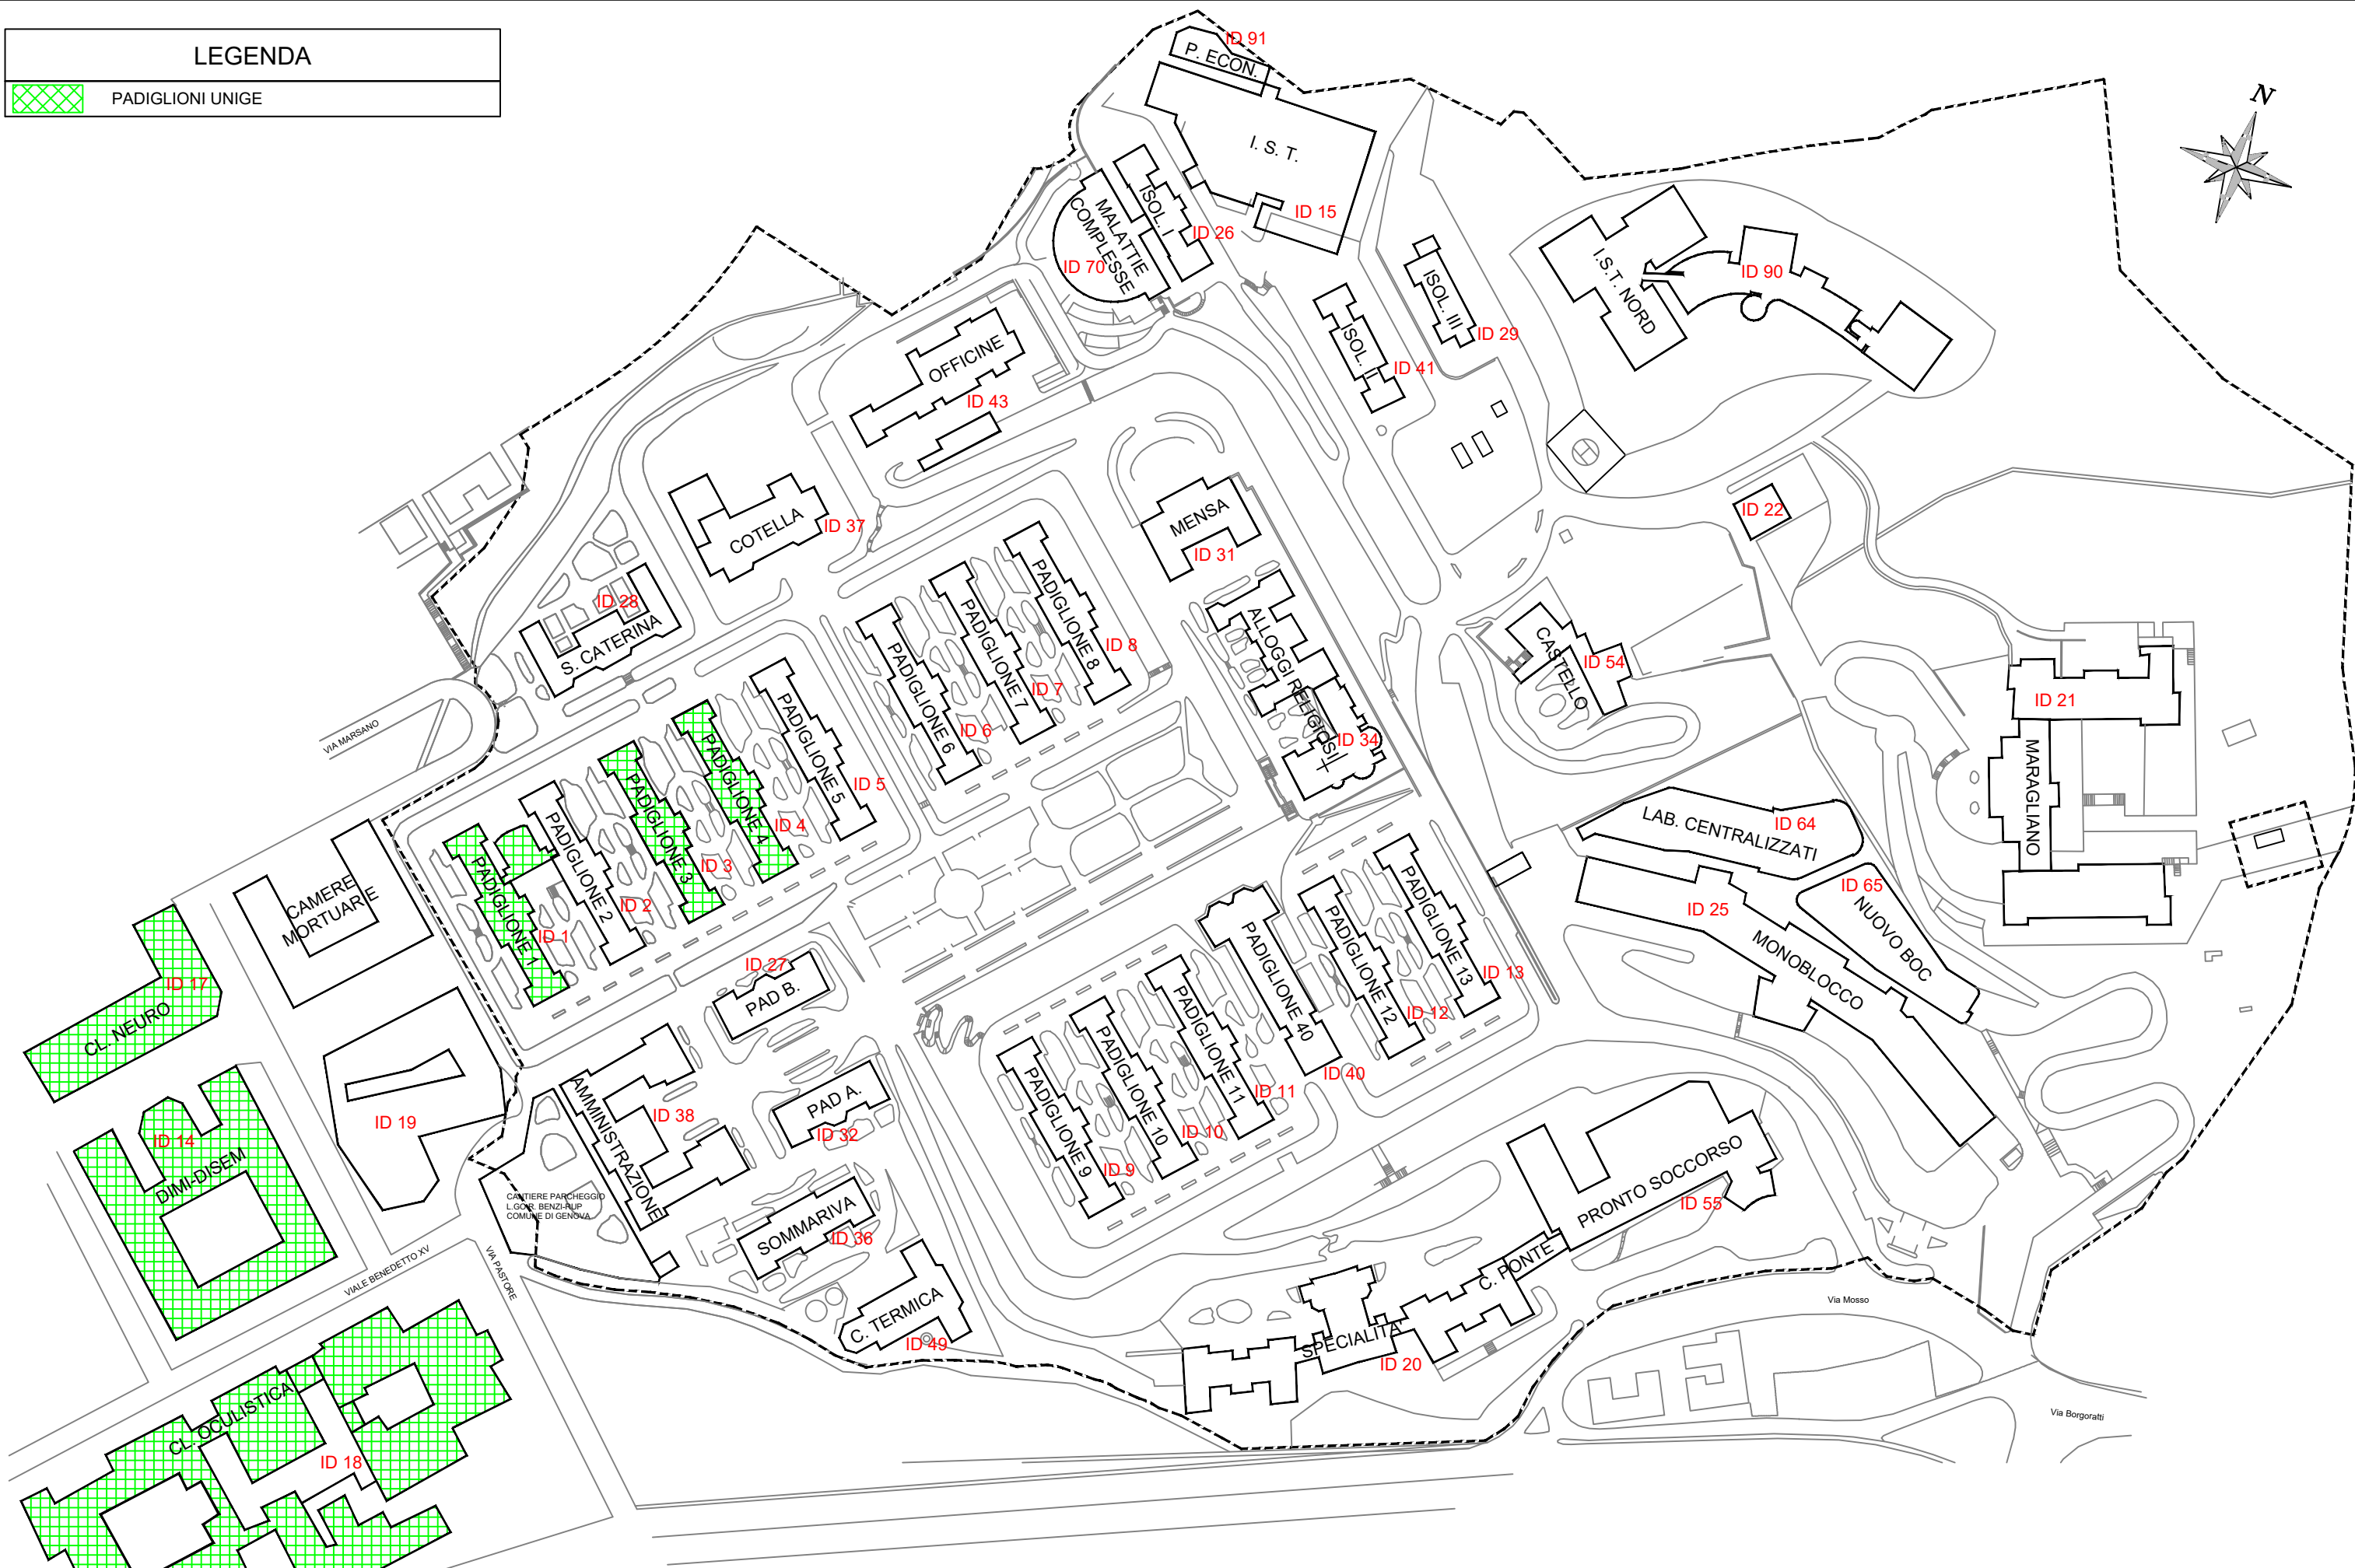 LEGENDA
PADIGLIONI UNIGE
N
ID 91
P. ECON.
I. S. T.
ID 15
ISOL. I
ID 26
MALATTIE
COMPLESSE
ID 70
ISOL. III
ID 29
ISOL. II
ID 41
I.S.T. NORD
ID 90
OFFICINE
ID 43
COTELLA
ID 37
MENSA
ID 31
ID 22
ID 28
S. CATERINA
PADIGLIONE 8
ID 8
PADIGLIONE 7
ID 7
PADIGLIONE 6
ID 6
PADIGLIONE 5
ID 5
PADIGLIONE 4
ID 4
PADIGLIONE 3
ID 3
PADIGLIONE 2
ID 2
PADIGLIONE 1
ID 1
ALLOGGI RELIGIOSI
ID 34
CASTELLO
ID 54
ID 21
MARAGLIANO
VIA MARSANO
LAB. CENTRALIZZATI
ID 64
ID 65
NUOVO BOC
ID 25
MONOBLOCCO
CAMERE
MORTUARIE
ID 17
CL. NEURO
ID 27
PAD B.
PADIGLIONE 13
ID 13
PADIGLIONE 12
ID 12
PADIGLIONE 40
ID 40
PADIGLIONE 11
ID 11
PADIGLIONE 10
ID 10
PADIGLIONE 9
ID 9
ID 19
ID 14
DIMI-DISEM
AMMINISTRAZIONE
ID 38
PAD A.
ID 32
CANTIERE PARCHEGGIO
L.GO R. BENZI-RUP
COMUNE DI GENOVA
SOMMARIVA
ID 36
PRONTO SOCCORSO
ID 55
C. PONTE
VIALE BENEDETTO XV
VIA PASTORE
C. TERMICA
ID 49
SPECIALITA'
ID 20
Via Mosso
Via Borgoratti
CL. OCULISTICA
ID 18